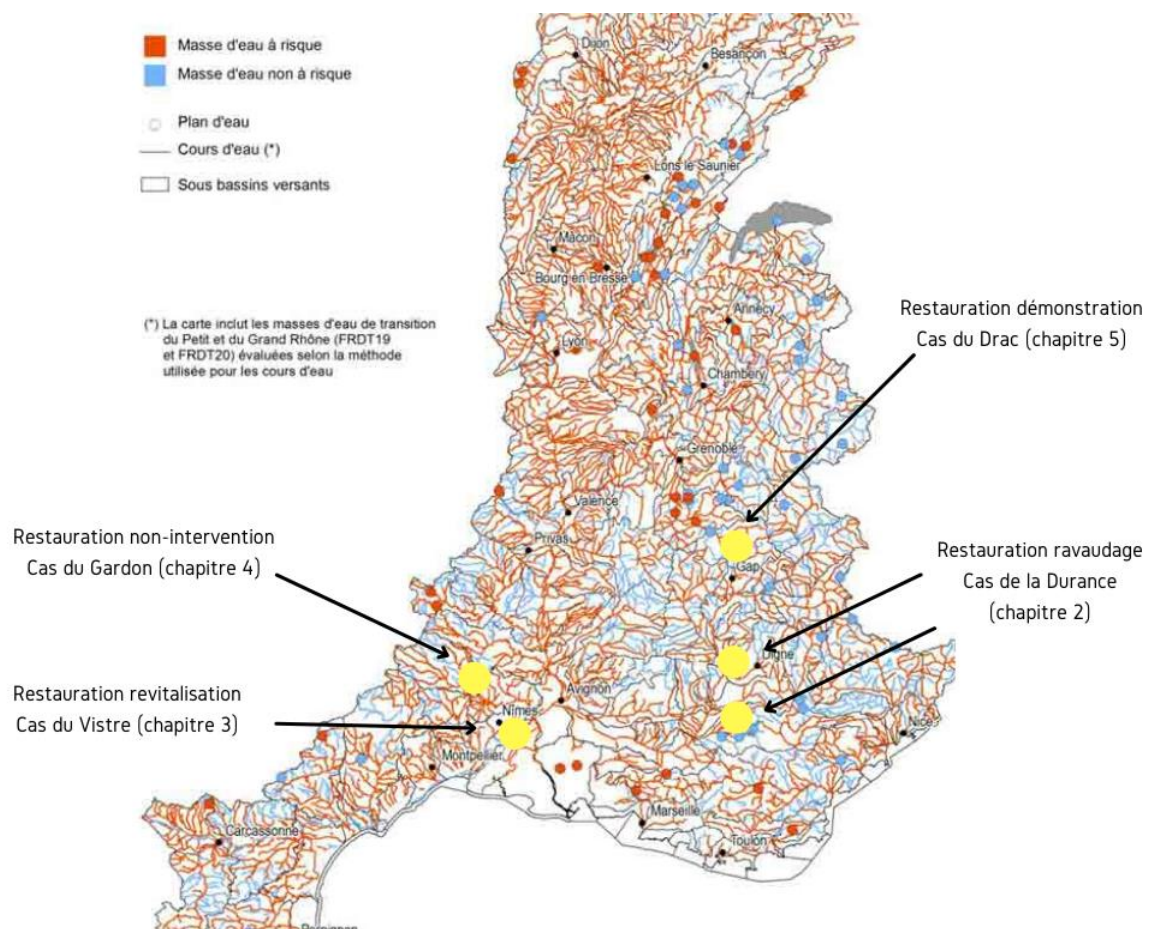 Masse d'eau à risque
Masse d'eau non à risque
Plan d'eau
Cours d'eau (*)
Sous bassins versants
(*) La carte inclut les masses d'eau de transition
du Petit et du Grand Rhône (FRDT19
et FRDT20) évaluées selon la méthode
utilisée pour les cours d'eau
Dijon
Besançon
Lons le Saunier
Mâcon
Bourg en Bresse
Annecy
Lyon
Chambéry
Grenoble
Valence
Privas
Gap
Digne
Avignon
Nîmes
Nice
Montpellier
Marseille
Carcassonne
Toulon
Perpignan
Restauration démonstration
Cas du Drac (chapitre 5)
Restauration non-intervention
Cas du Gardon (chapitre 4)
Restauration ravaudage
Cas de la Durance
(chapitre 2)
Restauration revitalisation
Cas du Vistre (chapitre 3)